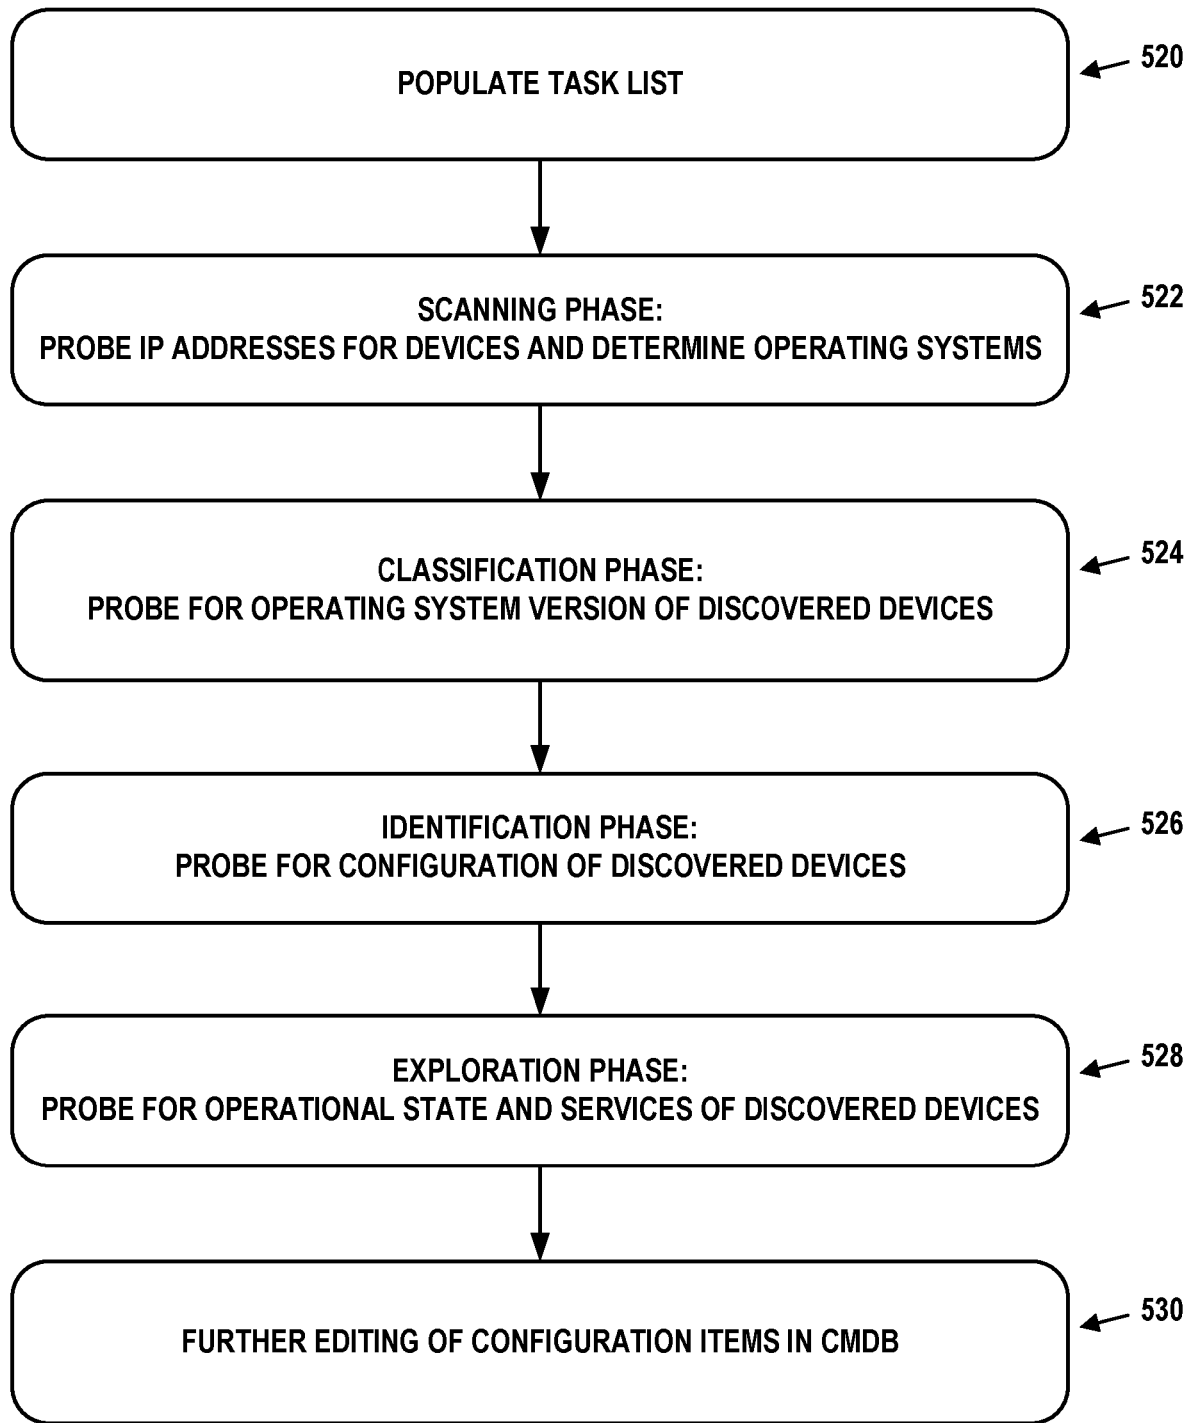 POPULATE TASK LIST
520
SCANNING PHASE:
PROBE IP ADDRESSES FOR DEVICES AND DETERMINE OPERATING SYSTEMS
522
CLASSIFICATION PHASE:
PROBE FOR OPERATING SYSTEM VERSION OF DISCOVERED DEVICES
524
IDENTIFICATION PHASE:
PROBE FOR CONFIGURATION OF DISCOVERED DEVICES
526
EXPLORATION PHASE:
PROBE FOR OPERATIONAL STATE AND SERVICES OF DISCOVERED DEVICES
528
FURTHER EDITING OF CONFIGURATION ITEMS IN CMDB
530